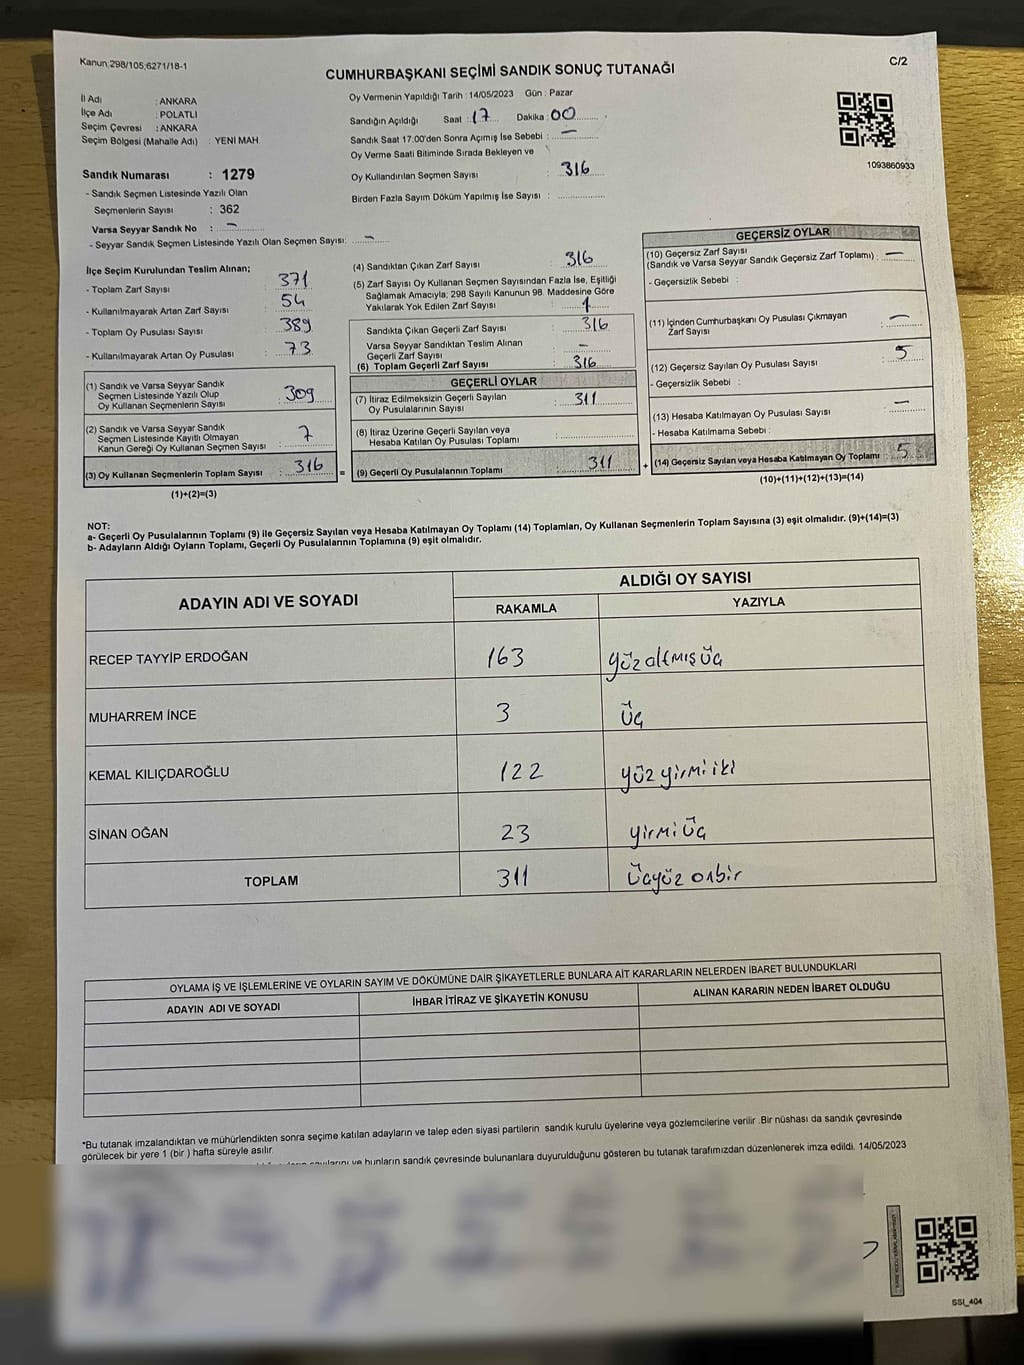 Kanun;298/105;6271/18-1
C/2
CUMHURBAŞKANI SEÇİMİ SANDIK SONUÇ TUTANAĞI
İl Adı : ANKARA
İlçe Adı : POLATLI
Seçim Çevresi : ANKARA
Seçim Bölgesi (Mahalle Adı) : YENİ MAH
Oy Vermenin Yapıldığı Tarih : 14/05/2023 Gün : Pazar
Sandığın Açıldığı Saat : 17 Dakika : 00
Sandık Saat 17:00'den Sonra Açımış İse Sebebi : —
Oy Verme Saati Bitiminde Sırada Bekleyen ve
Oy Kullandırılan Seçmen Sayısı : 316
Birden Fazla Sayım Döküm Yapılmış İse Sayısı :
1093860933
Sandık Numarası : 1279
- Sandık Seçmen Listesinde Yazılı Olan
Seçmenlerin Sayısı : 362
Varsa Seyyar Sandık No : —
- Seyyar Sandık Seçmen Listesinde Yazılı Olan Seçmen Sayısı: —
İlçe Seçim Kurulundan Teslim Alınan;
- Toplam Zarf Sayısı : 371
- Kullanılmayarak Artan Zarf Sayısı : 54
- Toplam Oy Pusulası Sayısı : 389
- Kullanılmayarak Artan Oy Pusulası : 73
(1) Sandık ve Varsa Seyyar Sandık
Seçmen Listesinde Yazılı Olup
Oy Kullanan Seçmenlerin Sayısı : 309
(2) Sandık ve Varsa Seyyar Sandık
Seçmen Listesinde Kayıtlı Olmayan
Kanun Gereği Oy Kullanan Seçmen Sayısı : 7
(3) Oy Kullanan Seçmenlerin Toplam Sayısı : 316
(1)+(2)=(3)
(4) Sandıktan Çıkan Zarf Sayısı : 316
(5) Zarf Sayısı Oy Kullanan Seçmen Sayısından Fazla İse, Eşitliği
Sağlamak Amacıyla; 298 Sayılı Kanunun 98. Maddesine Göre
Yakılarak Yok Edilen Zarf Sayısı :
Sandıkta Çıkan Geçerli Zarf Sayısı : 316
Varsa Seyyar Sandıktan Teslim Alınan
Geçerli Zarf Sayısı : —
(6) Toplam Geçerli Zarf Sayısı : 316
GEÇERLİ OYLAR
(7) İtiraz Edilmeksizin Geçerli Sayılan
Oy Pusulalarının Sayısı : 311
(8) İtiraz Üzerine Geçerli Sayılan veya
Hesaba Katılan Oy Pusulası Toplamı :
= (9) Geçerli Oy Pusulalarının Toplamı : 311
GEÇERSİZ OYLAR
(10) Geçersiz Zarf Sayısı
(Sandık ve Varsa Seyyar Sandık Geçersiz Zarf Toplamı) : —
- Geçersizlik Sebebi :
(11) İçinden Cumhurbaşkanı Oy Pusulası Çıkmayan
Zarf Sayısı : —
(12) Geçersiz Sayılan Oy Pusulası Sayısı : 5
- Geçersizlik Sebebi :
(13) Hesaba Katılmayan Oy Pusulası Sayısı : —
- Hesaba Katılmama Sebebi :
+ (14) Geçersiz Sayılan veya Hesaba Katılmayan Oy Toplamı : 5
(10)+(11)+(12)+(13)=(14)
NOT:
a- Geçerli Oy Pusulalarının Toplamı (9) ile Geçersiz Sayılan veya Hesaba Katılmayan Oy Toplamı (14) Toplamları, Oy Kullanan Seçmenlerin Toplam Sayısına (3) eşit olmalıdır. (9)+(14)=(3)
b- Adayların Aldığı Oyların Toplamı, Geçerli Oy Pusulalarının Toplamına (9) eşit olmalıdır.
ADAYIN ADI VE SOYADI
ALDIĞI OY SAYISI
RAKAMLA
YAZIYLA
RECEP TAYYİP ERDOĞAN 163 yüz altmış üç
MUHARREM İNCE 3 üç
KEMAL KILIÇDAROĞLU 122 yüz yirmi iki
SİNAN OĞAN 23 yirmi üç
TOPLAM 311 üçyüz onbir
OYLAMA İŞ VE İŞLEMLERİNE VE OYLARIN SAYIM VE DÖKÜMÜNE DAİR ŞİKAYETLERLE BUNLARA AİT KARARLARIN NELERDEN İBARET BULUNDUKLARI
ADAYIN ADI VE SOYADI
İHBAR İTİRAZ VE ŞİKAYETİN KONUSU
ALINAN KARARIN NEDEN İBARET OLDUĞU
*Bu tutanak imzalandıktan ve mühürlendikten sonra seçime katılan adayların ve talep eden siyasi partilerin sandık kurulu üyelerine veya gözlemcilerine verilir .Bir nüshası da sandık çevresinde
görülecek bir yere 1 (bir ) hafta süreyle asılır.
ve bunların sandık çevresinde bulunanlara duyurulduğunu gösteren bu tutanak tarafımızdan düzenlenerek imza edildi. 14/05/2023
SSI_404